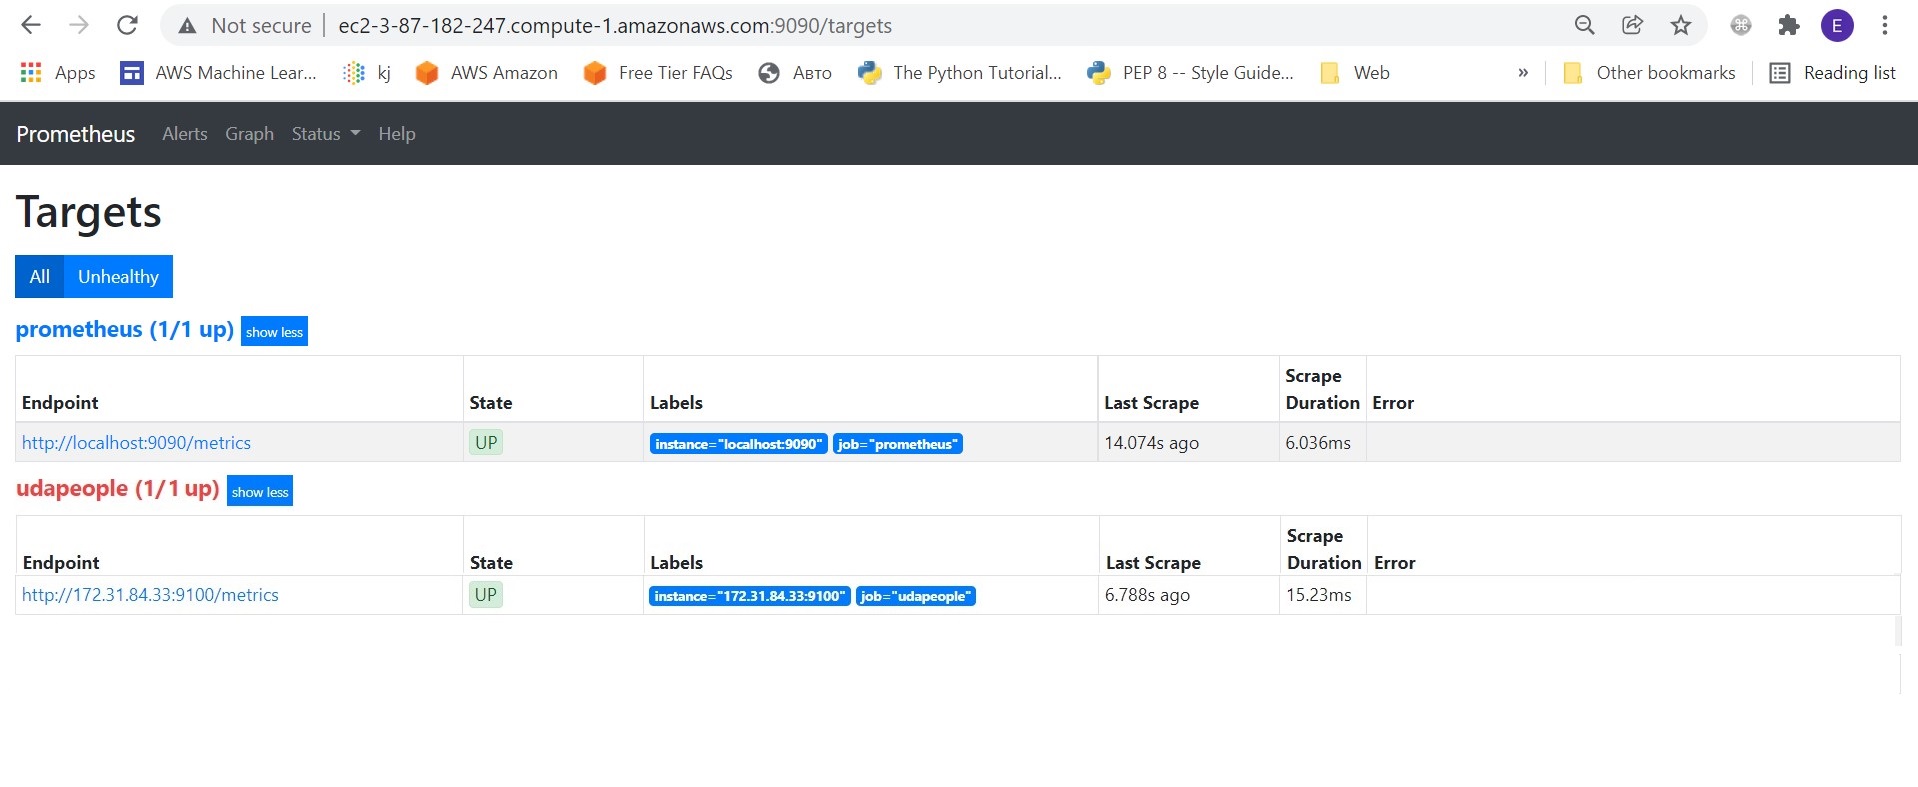 Not secure | ec2-3-87-182-247.compute-1.amazonaws.com:9090/targets E
Apps AWS Machine Lear... kj AWS Amazon Free Tier FAQs Авто The Python Tutorial... PEP 8 -- Style Guide... Web » Other bookmarks Reading list
Prometheus Alerts Graph Status Help
Targets
All Unhealthy
prometheus (1/1 up) show less
Endpoint State Labels Last Scrape Scrape Duration Error
http://localhost:9090/metrics UP instance="localhost:9090" job="prometheus" 14.074s ago 6.036ms
udapeople (1/1 up) show less
Endpoint State Labels Last Scrape Scrape Duration Error
http://172.31.84.33:9100/metrics UP instance="172.31.84.33:9100" job="udapeople" 6.788s ago 15.23ms